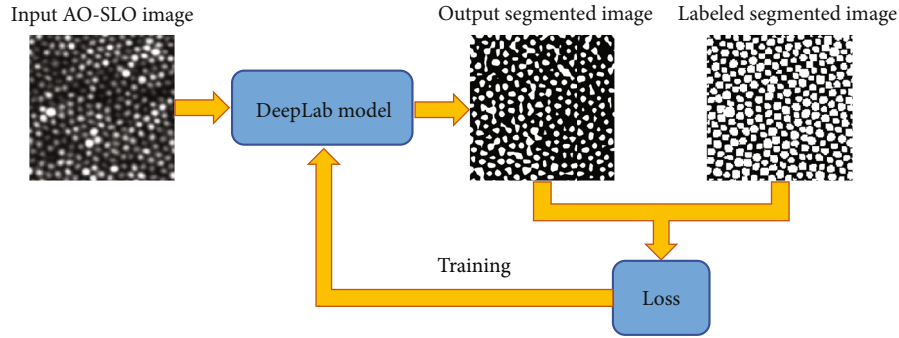 Input AO-SLO image
Output segmented image
Labeled segmented image
DeepLab model
Training
Loss